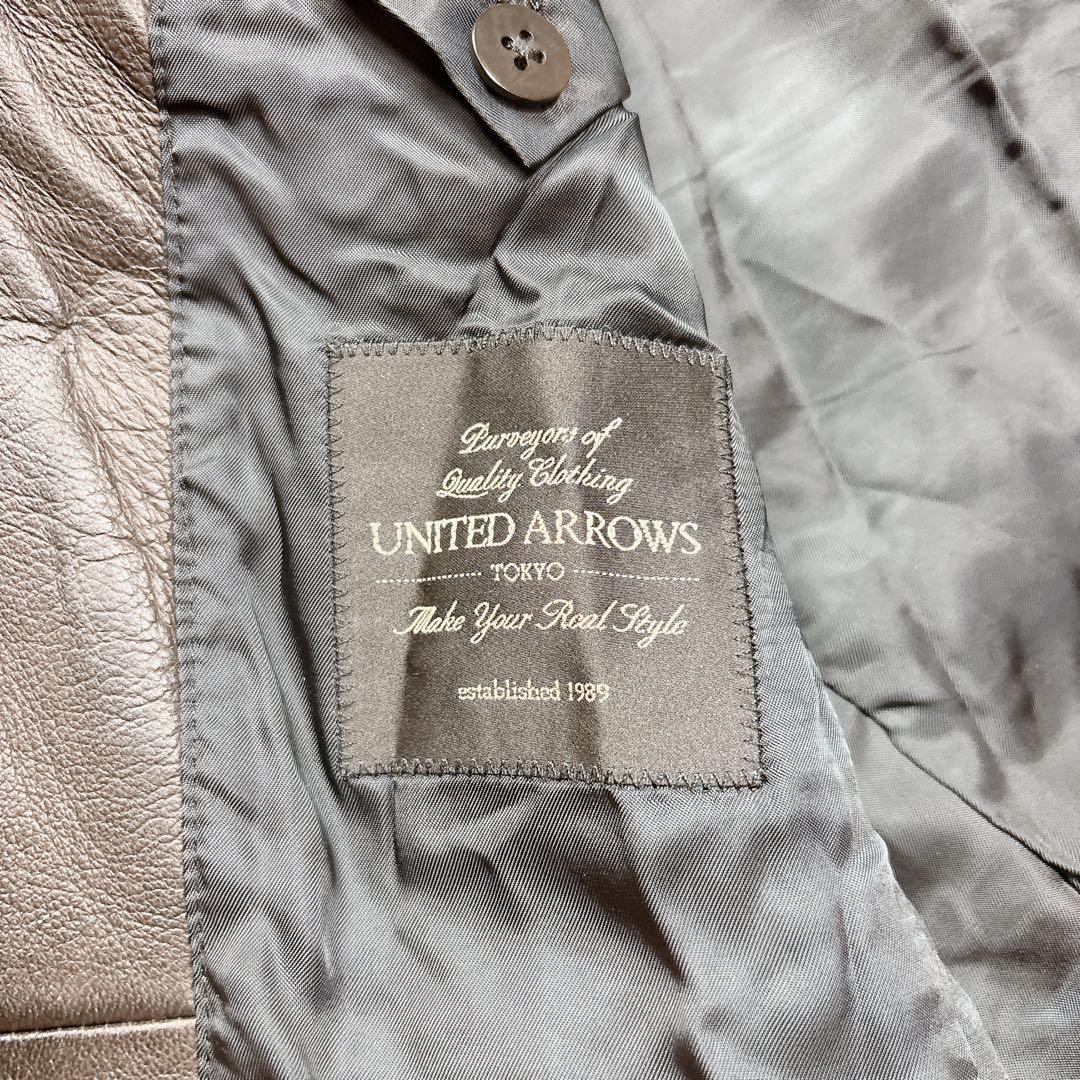 Purveyors of
Quality Clothing
UNITED ARROWS
TOKYO
Make Your Real Style
established 1989